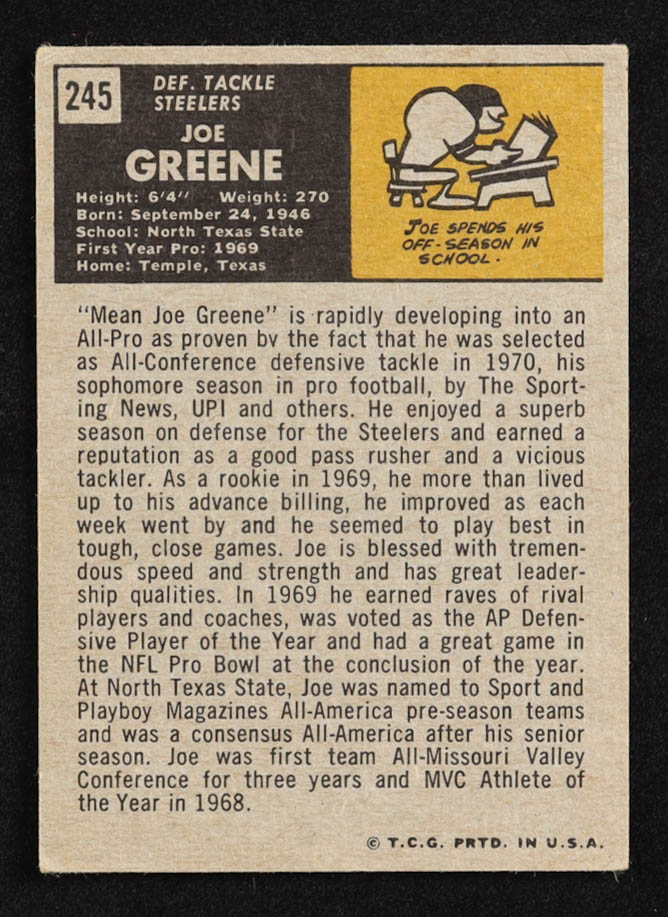 245
DEF. TACKLE
STEELERS
JOE
GREENE
Height: 6'4" Weight: 270
Born: September 24, 1946
School: North Texas State
First Year Pro: 1969
Home: Temple, Texas
JOE SPENDS HIS
OFF-SEASON IN
SCHOOL.
"Mean Joe Greene" is rapidly developing into an
All-Pro as proven by the fact that he was selected
as All-Conference defensive tackle in 1970, his
sophomore season in pro football, by The Sport-
ing News, UPI and others. He enjoyed a superb
season on defense for the Steelers and earned a
reputation as a good pass rusher and a vicious
tackler. As a rookie in 1969, he more than lived
up to his advance billing, he improved as each
week went by and he seemed to play best in
tough, close games. Joe is blessed with tremen-
dous speed and strength and has great leader-
ship qualities. In 1969 he earned raves of rival
players and coaches, was voted as the AP Defen-
sive Player of the Year and had a great game in
the NFL Pro Bowl at the conclusion of the year.
At North Texas State, Joe was named to Sport and
Playboy Magazines All-America pre-season teams
and was a consensus All-America after his senior
season. Joe was first team All-Missouri Valley
Conference for three years and MVC Athlete of
the Year in 1968.
© T.C.G. PRTD. IN U.S.A.